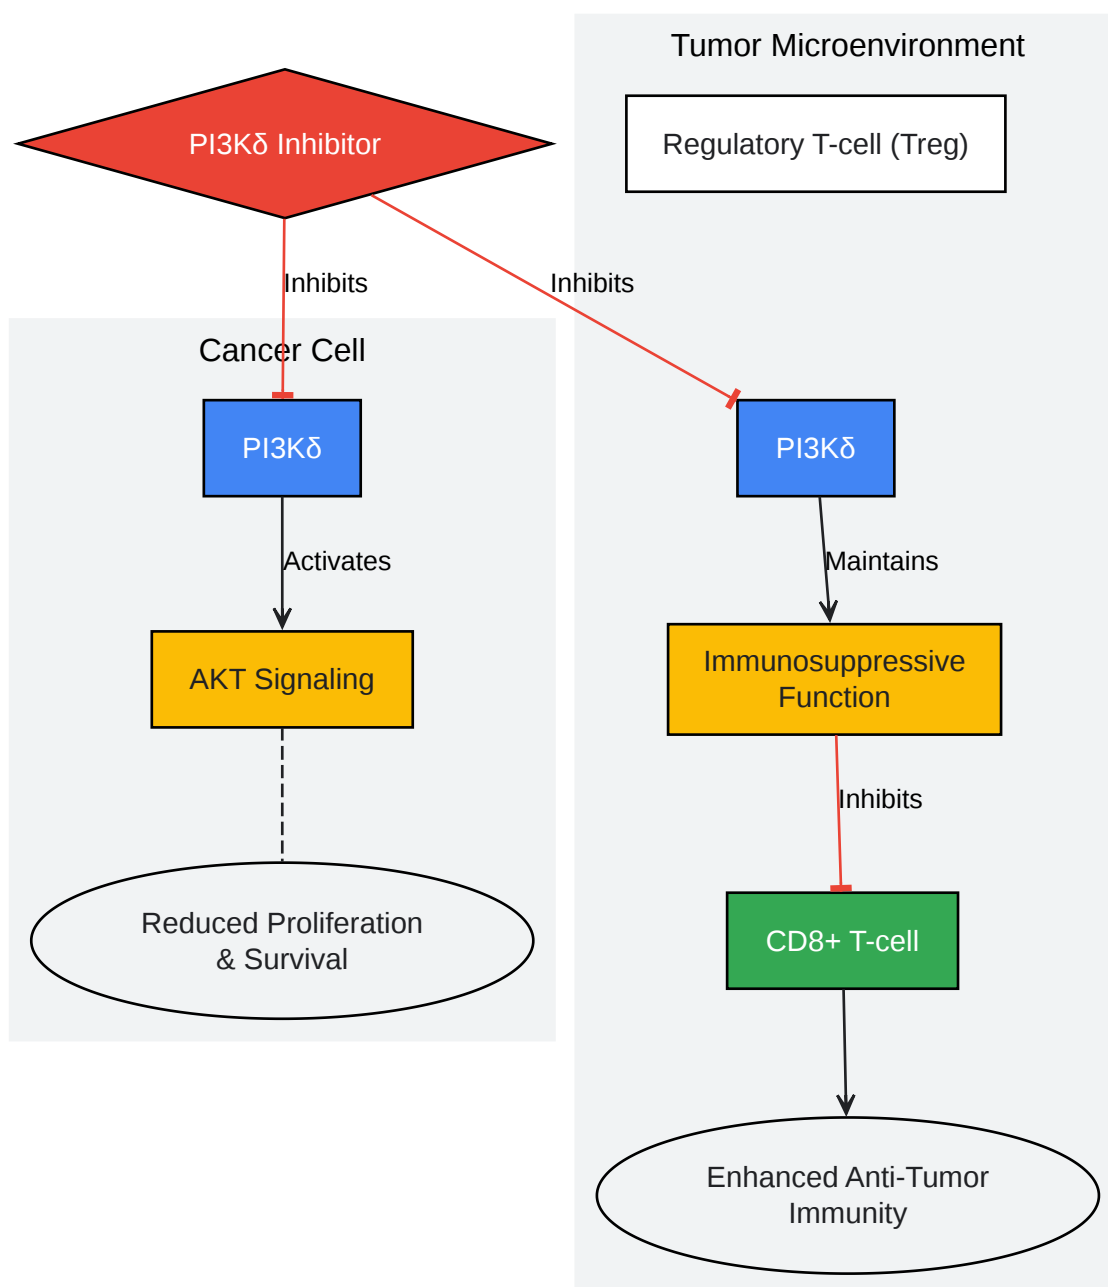 Tumor Microenvironment
PI3Kδ Inhibitor
Regulatory T-cell (Treg)
Inhibits
Inhibits
Cancer Cell
PI3Kδ
PI3Kδ
Activates
Maintains
AKT Signaling
Immunosuppressive
Function
Inhibits
Reduced Proliferation
& Survival
CD8+ T-cell
Enhanced Anti-Tumor
Immunity